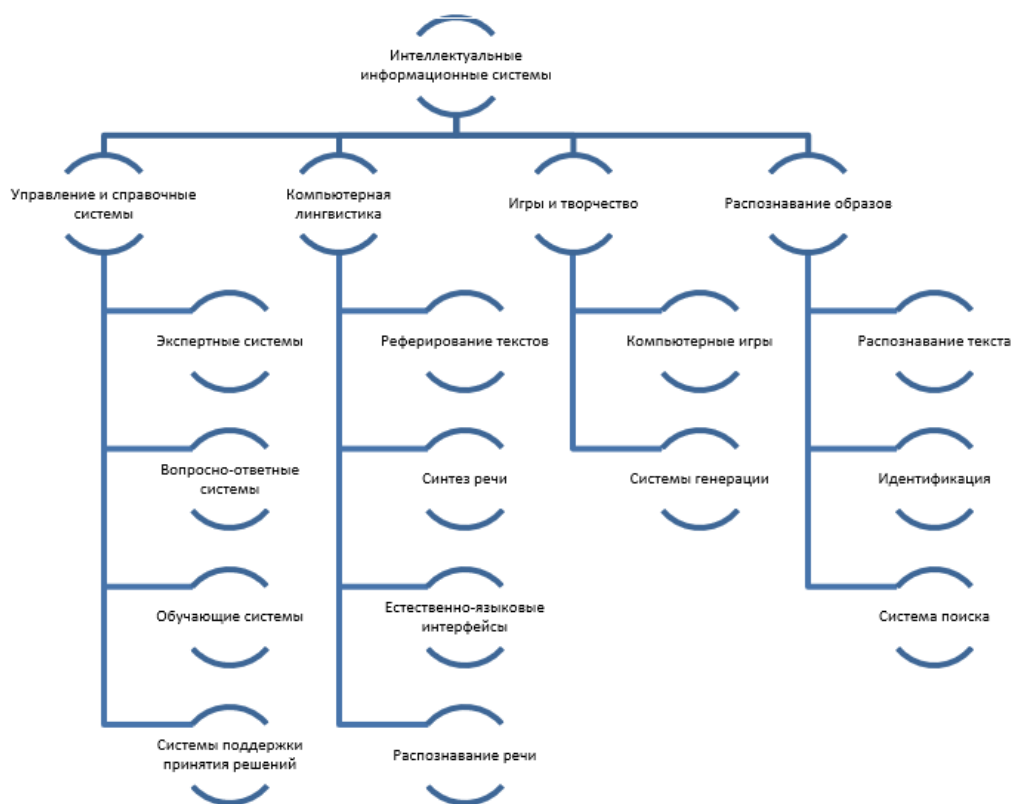 Интеллектуальные
информационные системы
Управление и справочные
системы
Компьютерная
лингвистика
Игры и творчество
Распознавание образов
Экспертные системы
Реферирование текстов
Компьютерные игры
Распознавание текста
Вопросно-ответные
системы
Синтез речи
Системы генерации
Идентификация
Обучающие системы
Естественно-языковые
интерфейсы
Система поиска
Системы поддержки
принятия решений
Распознавание речи